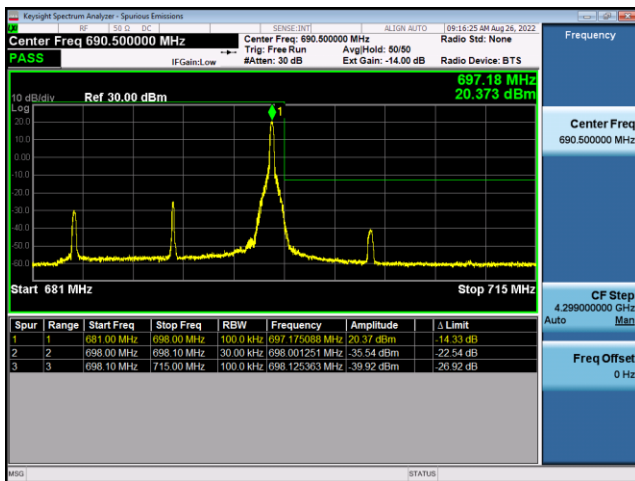 Keysight Spectrum Analyzer - Spurious Emissions
RF 50 Ω DC SENSE:INT ALIGN AUTO 09:16:25 AM Aug 26, 2022
Center Freq 690.500000 MHz Center Freq: 690.500000 MHz Radio Std: None Frequency
Trig: Free Run Avg|Hold: 50/50
PASS IFGain:Low #Atten: 30 dB Ext Gain: -14.00 dB Radio Device: BTS
697.18 MHz
10 dB/div Ref 30.00 dBm 20.373 dBm
Log
20.0 1
10.0
0.00
-10.0
-20.0
-30.0
-40.0
-50.0
-60.0
Start 681 MHz Stop 715 MHz
Center Freq
690.500000 MHz
CF Step
4.299000000 GHz
Auto Man
Freq Offset
0 Hz
Spur Range Start Freq Stop Freq RBW Frequency Amplitude Δ Limit
1 1 681.00 MHz 698.00 MHz 100.0 kHz 697.175088 MHz 20.37 dBm -14.33 dB
2 2 698.00 MHz 698.10 MHz 30.00 kHz 698.001251 MHz -35.54 dBm -22.54 dB
3 3 698.10 MHz 715.00 MHz 100.0 kHz 698.125363 MHz -39.92 dBm -26.92 dB
MSG STATUS